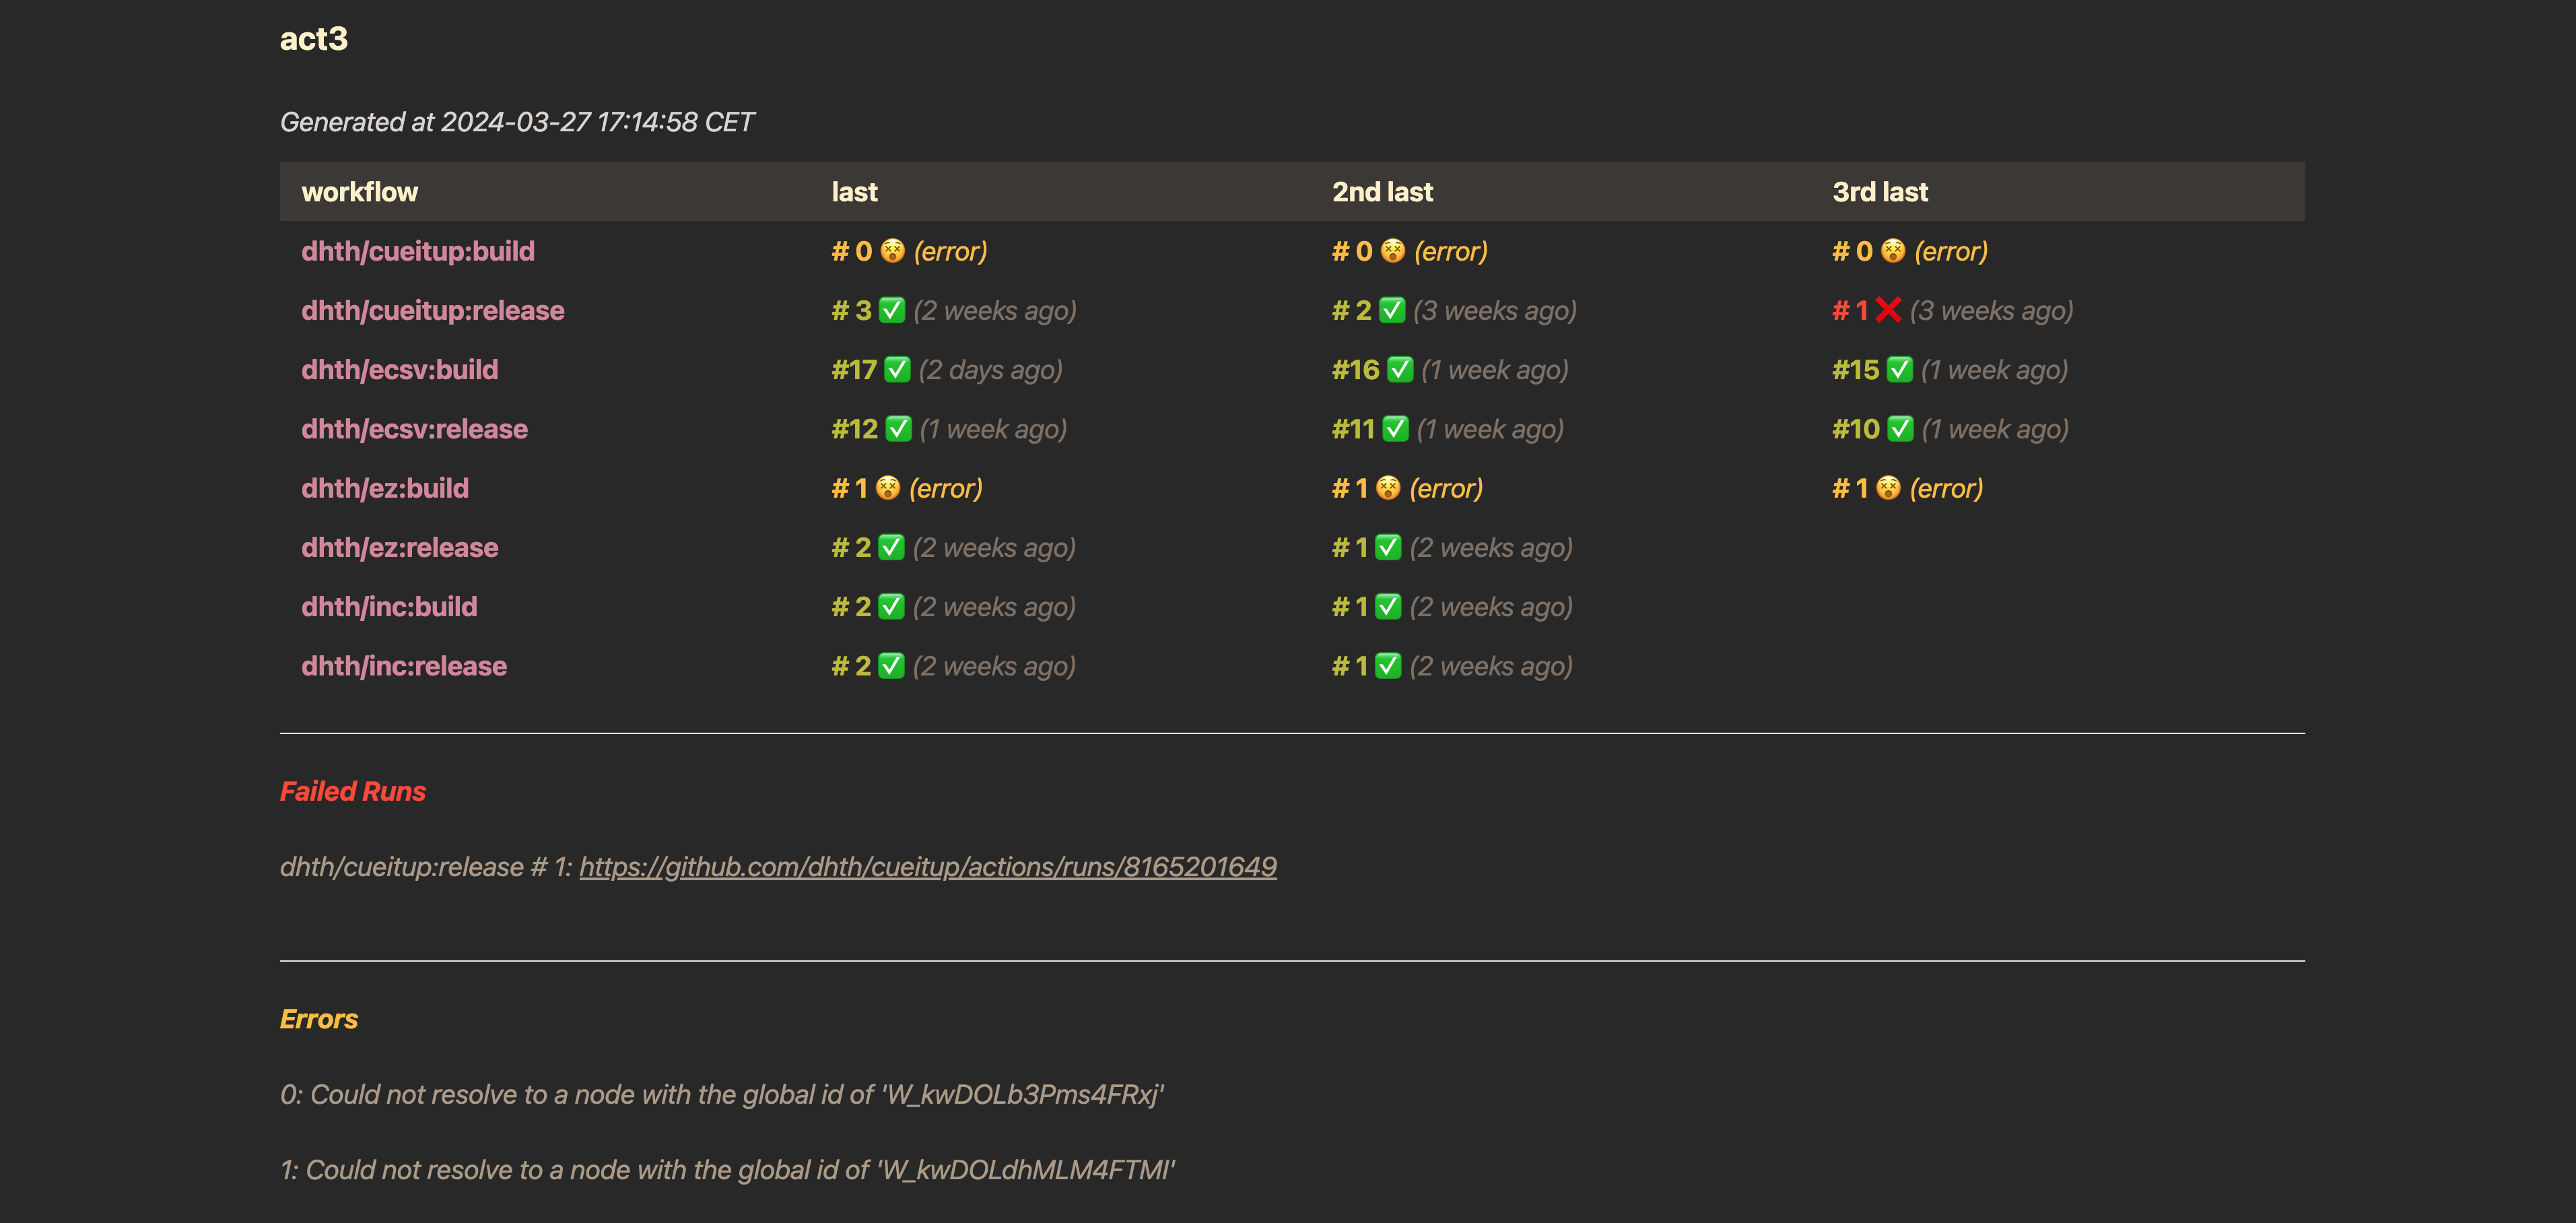 act3
Generated at 2024-03-27 17:14:58 CET
workflow last 2nd last 3rd last
dhth/cueitup:build # 0 😵 (error) # 0 😵 (error) # 0 😵 (error)
dhth/cueitup:release # 3 ✅ (2 weeks ago) # 2 ✅ (3 weeks ago) # 1 ❌ (3 weeks ago)
dhth/ecsv:build #17 ✅ (2 days ago) #16 ✅ (1 week ago) #15 ✅ (1 week ago)
dhth/ecsv:release #12 ✅ (1 week ago) #11 ✅ (1 week ago) #10 ✅ (1 week ago)
dhth/ez:build # 1 😵 (error) # 1 😵 (error) # 1 😵 (error)
dhth/ez:release # 2 ✅ (2 weeks ago) # 1 ✅ (2 weeks ago)
dhth/inc:build # 2 ✅ (2 weeks ago) # 1 ✅ (2 weeks ago)
dhth/inc:release # 2 ✅ (2 weeks ago) # 1 ✅ (2 weeks ago)
Failed Runs
dhth/cueitup:release # 1: https://github.com/dhth/cueitup/actions/runs/8165201649
Errors
0: Could not resolve to a node with the global id of 'W_kwDOLb3Pms4FRxj'
1: Could not resolve to a node with the global id of 'W_kwDOLdhMLM4FTMI'